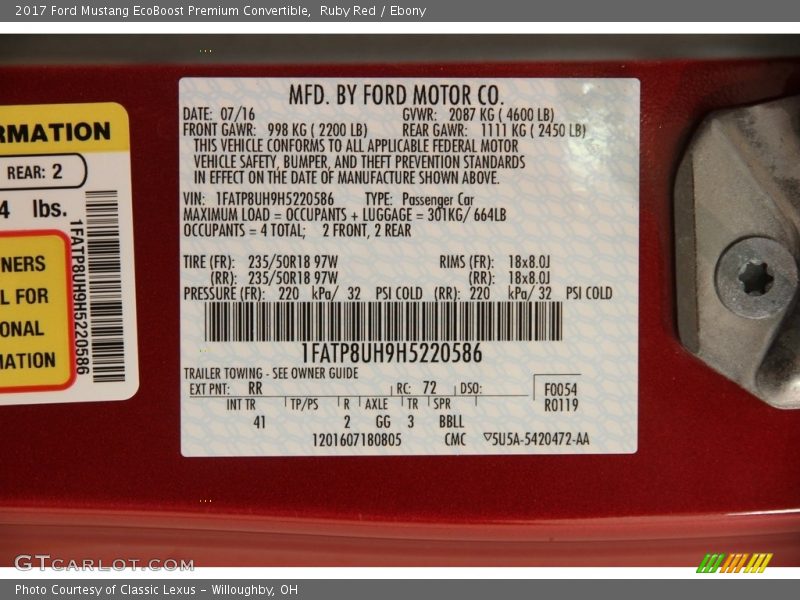 2017 Ford Mustang EcoBoost Premium Convertible,  Ruby Red / Ebony
RMATION
REAR: 2
4 lbs.
NERS
L FOR
ONAL
MATION
1FATP8UH9H5220586
MFD. BY FORD MOTOR CO.
DATE: 07/16 GVWR: 2087 KG ( 4600 LB)
FRONT GAWR: 998 KG ( 2200 LB) REAR GAWR: 1111 KG ( 2450 LB)
THIS VEHICLE CONFORMS TO ALL APPLICABLE FEDERAL MOTOR
VEHICLE SAFETY, BUMPER, AND THEFT PREVENTION STANDARDS
IN EFFECT ON THE DATE OF MANUFACTURE SHOWN ABOVE.
VIN: 1FATP8UH9H5220586 TYPE: Passenger Car
MAXIMUM LOAD = OCCUPANTS + LUGGAGE = 301KG/ 664LB
OCCUPANTS = 4 TOTAL; 2 FRONT, 2 REAR
TIRE (FR): 235/50R18 97W RIMS (FR): 18x8.0J
(RR): 235/50R18 97W (RR): 18x8.0J
PRESSURE (FR): 220 kPa/ 32 PSI COLD (RR): 220 kPa/ 32 PSI COLD
1FATP8UH9H5220586
TRAILER TOWING - SEE OWNER GUIDE
EXT PNT: RR RC: 72 DSO: F0054
INT TR TP/PS R AXLE TR SPR R0119
41 2 GG 3 BBLL
1201607180805 CMC ▽5U5A-5420472-AA
GTCARLOT.COM
Photo Courtesy of Classic Lexus - Willoughby, OH